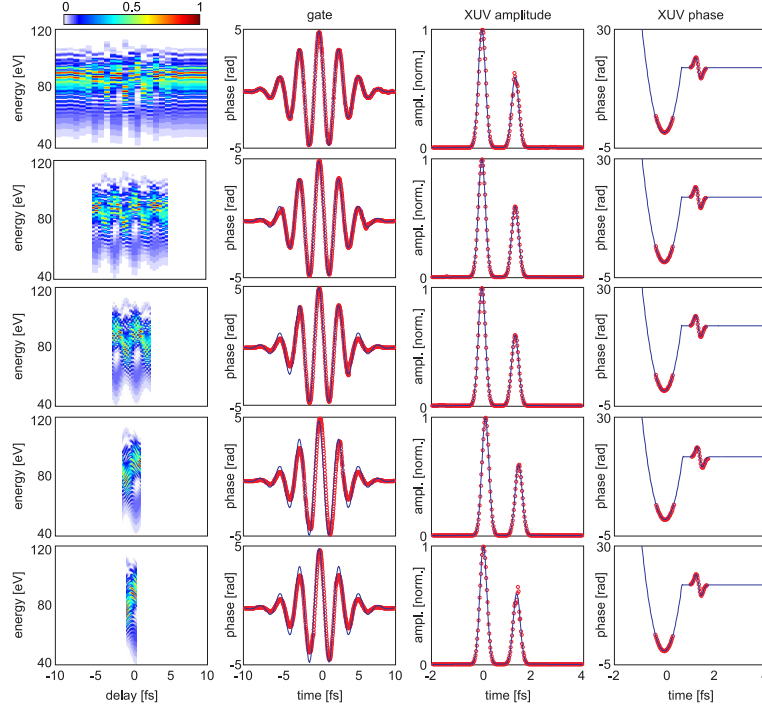 0 0.5 1
gate XUV amplitude XUV phase
120 5 1 30
energy [eV] phase [rad] ampl. [norm.] phase [rad]
80
40 -5 0 -5
120 5 1 30
energy [eV] phase [rad] ampl. [norm.] phase [rad]
80
40 -5 0 -5
120 5 1 30
energy [eV] phase [rad] ampl. [norm.] phase [rad]
80
40 -5 0 -5
120 5 1 30
energy [eV] phase [rad] ampl. [norm.] phase [rad]
80
40 -5 0 -5
120 5 1 30
energy [eV] phase [rad] ampl. [norm.] phase [rad]
80
40 -5 0 -5
-10 -5 0 5 10 -10 -5 0 5 10 -2 0 2 4 -2 0 2 4
delay [fs] time [fs] time [fs] time [fs]